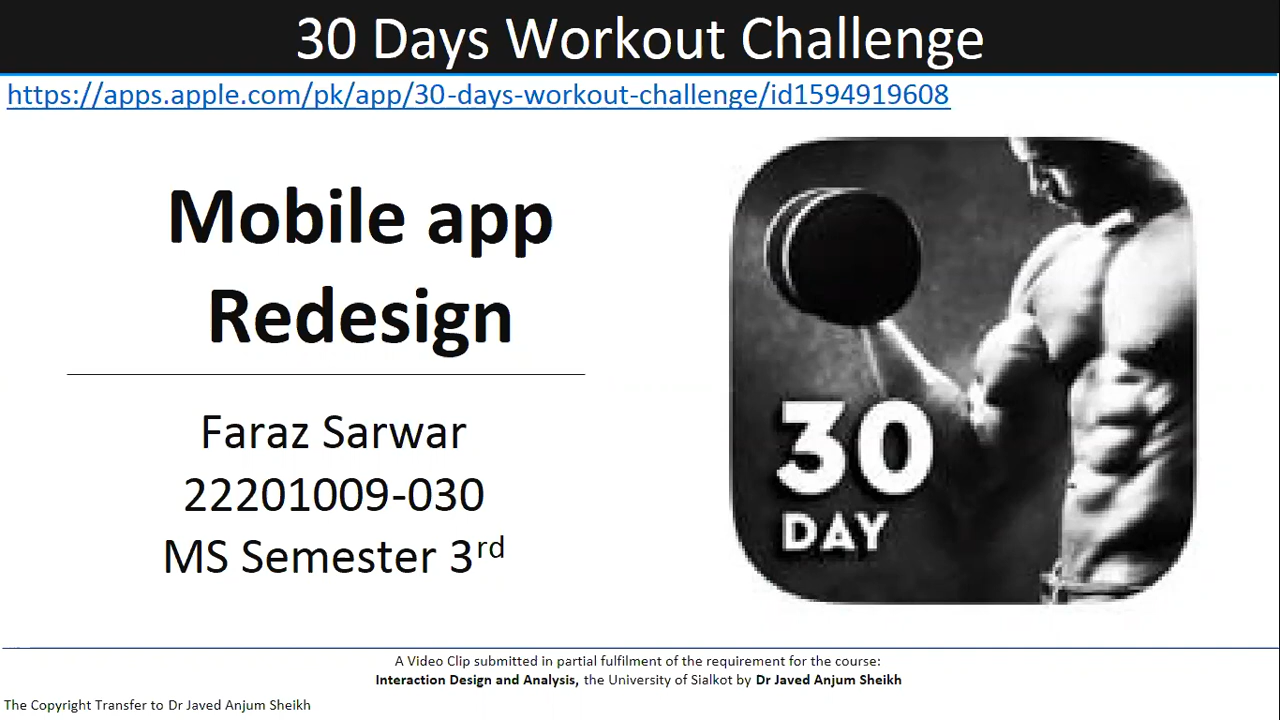 30 Days Workout Challenge
https://apps.apple.com/pk/app/30-days-workout-challenge/id1594919608
Mobile app
Redesign
Faraz Sarwar
22201009-030
MS Semester 3rd
30
DAY
A Video Clip submitted in partial fulfilment of the requirement for the course:
Interaction Design and Analysis, the University of Sialkot by Dr Javed Anjum Sheikh
The Copyright Transfer to Dr Javed Anjum Sheikh